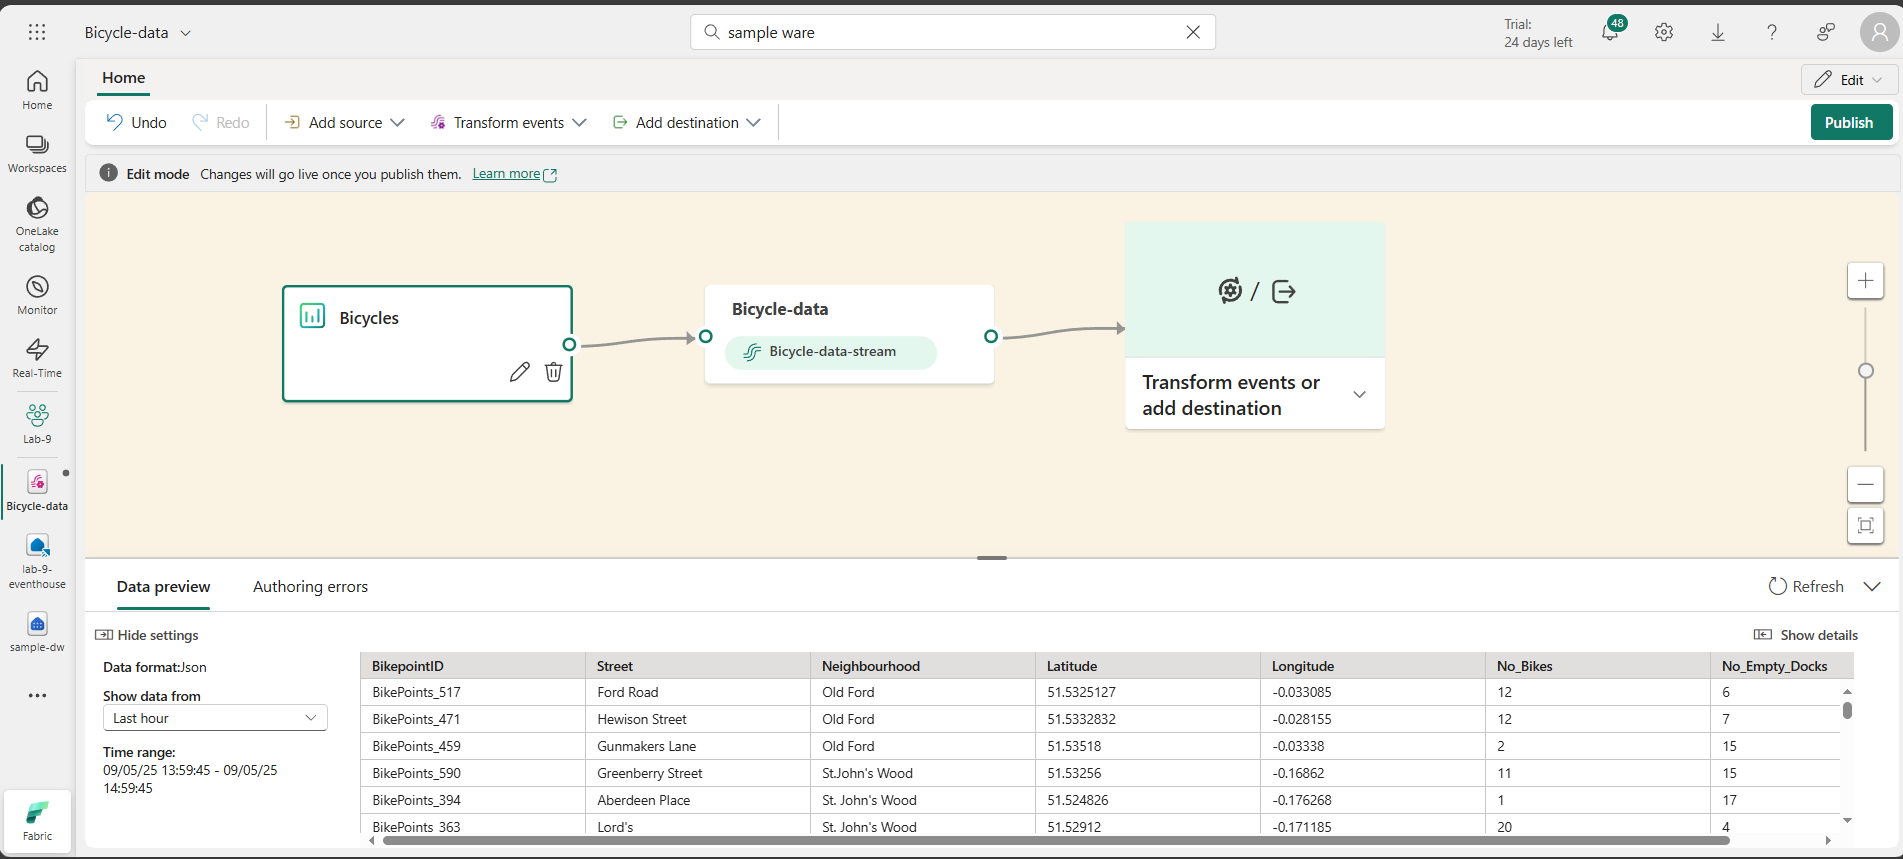 Bicycle-data
sample ware
Trial:
24 days left
48
Home
Edit
Undo
Redo
Add source
Transform events
Add destination
Publish
Edit mode Changes will go live once you publish them. Learn more
Home
Workspaces
OneLake
catalog
Monitor
Real-Time
Lab-9
Bicycle-data
lab-9-
eventhouse
sample-dw
Fabric
Bicycles
Bicycle-data
Bicycle-data-stream
/
Transform events or
add destination
Data preview
Authoring errors
Refresh
Hide settings
Show details
Data format:Json
Show data from
Last hour
Time range:
09/05/25 13:59:45 - 09/05/25
14:59:45
BikepointID Street Neighbourhood Latitude Longitude No_Bikes No_Empty_Docks
BikePoints_517 Ford Road Old Ford 51.5325127 -0.033085 12 6
BikePoints_471 Hewison Street Old Ford 51.5332832 -0.028155 12 7
BikePoints_459 Gunmakers Lane Old Ford 51.53518 -0.03338 2 15
BikePoints_590 Greenberry Street St.John's Wood 51.53256 -0.16862 11 15
BikePoints_394 Aberdeen Place St. John's Wood 51.524826 -0.176268 1 17
BikePoints_363 Lord's St. John's Wood 51.52912 -0.171185 20 4